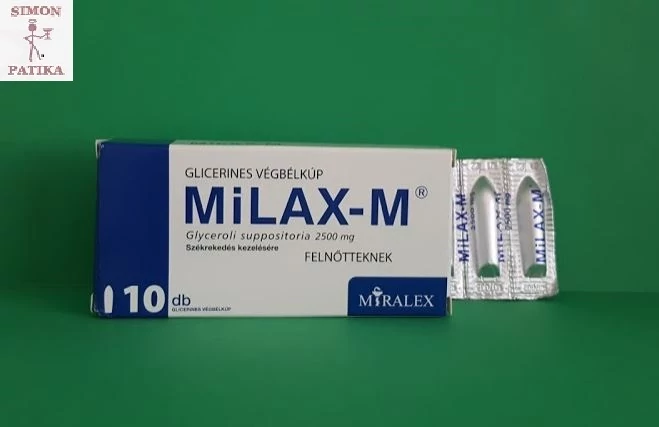 SIMON
PATIKA
GLICERINES VÉGBÉLKÚP
MiLAX-M®
Glyceroli suppositoria 2500 mg
Székrekedés kezelésére
FELNŐTTEKNEK
10 db
GLICERINES VÉGBÉLKÚP
MIRALEX
MiLAX-M
2500 mg
MiLAX-M
2500 mg
MiLAX-M